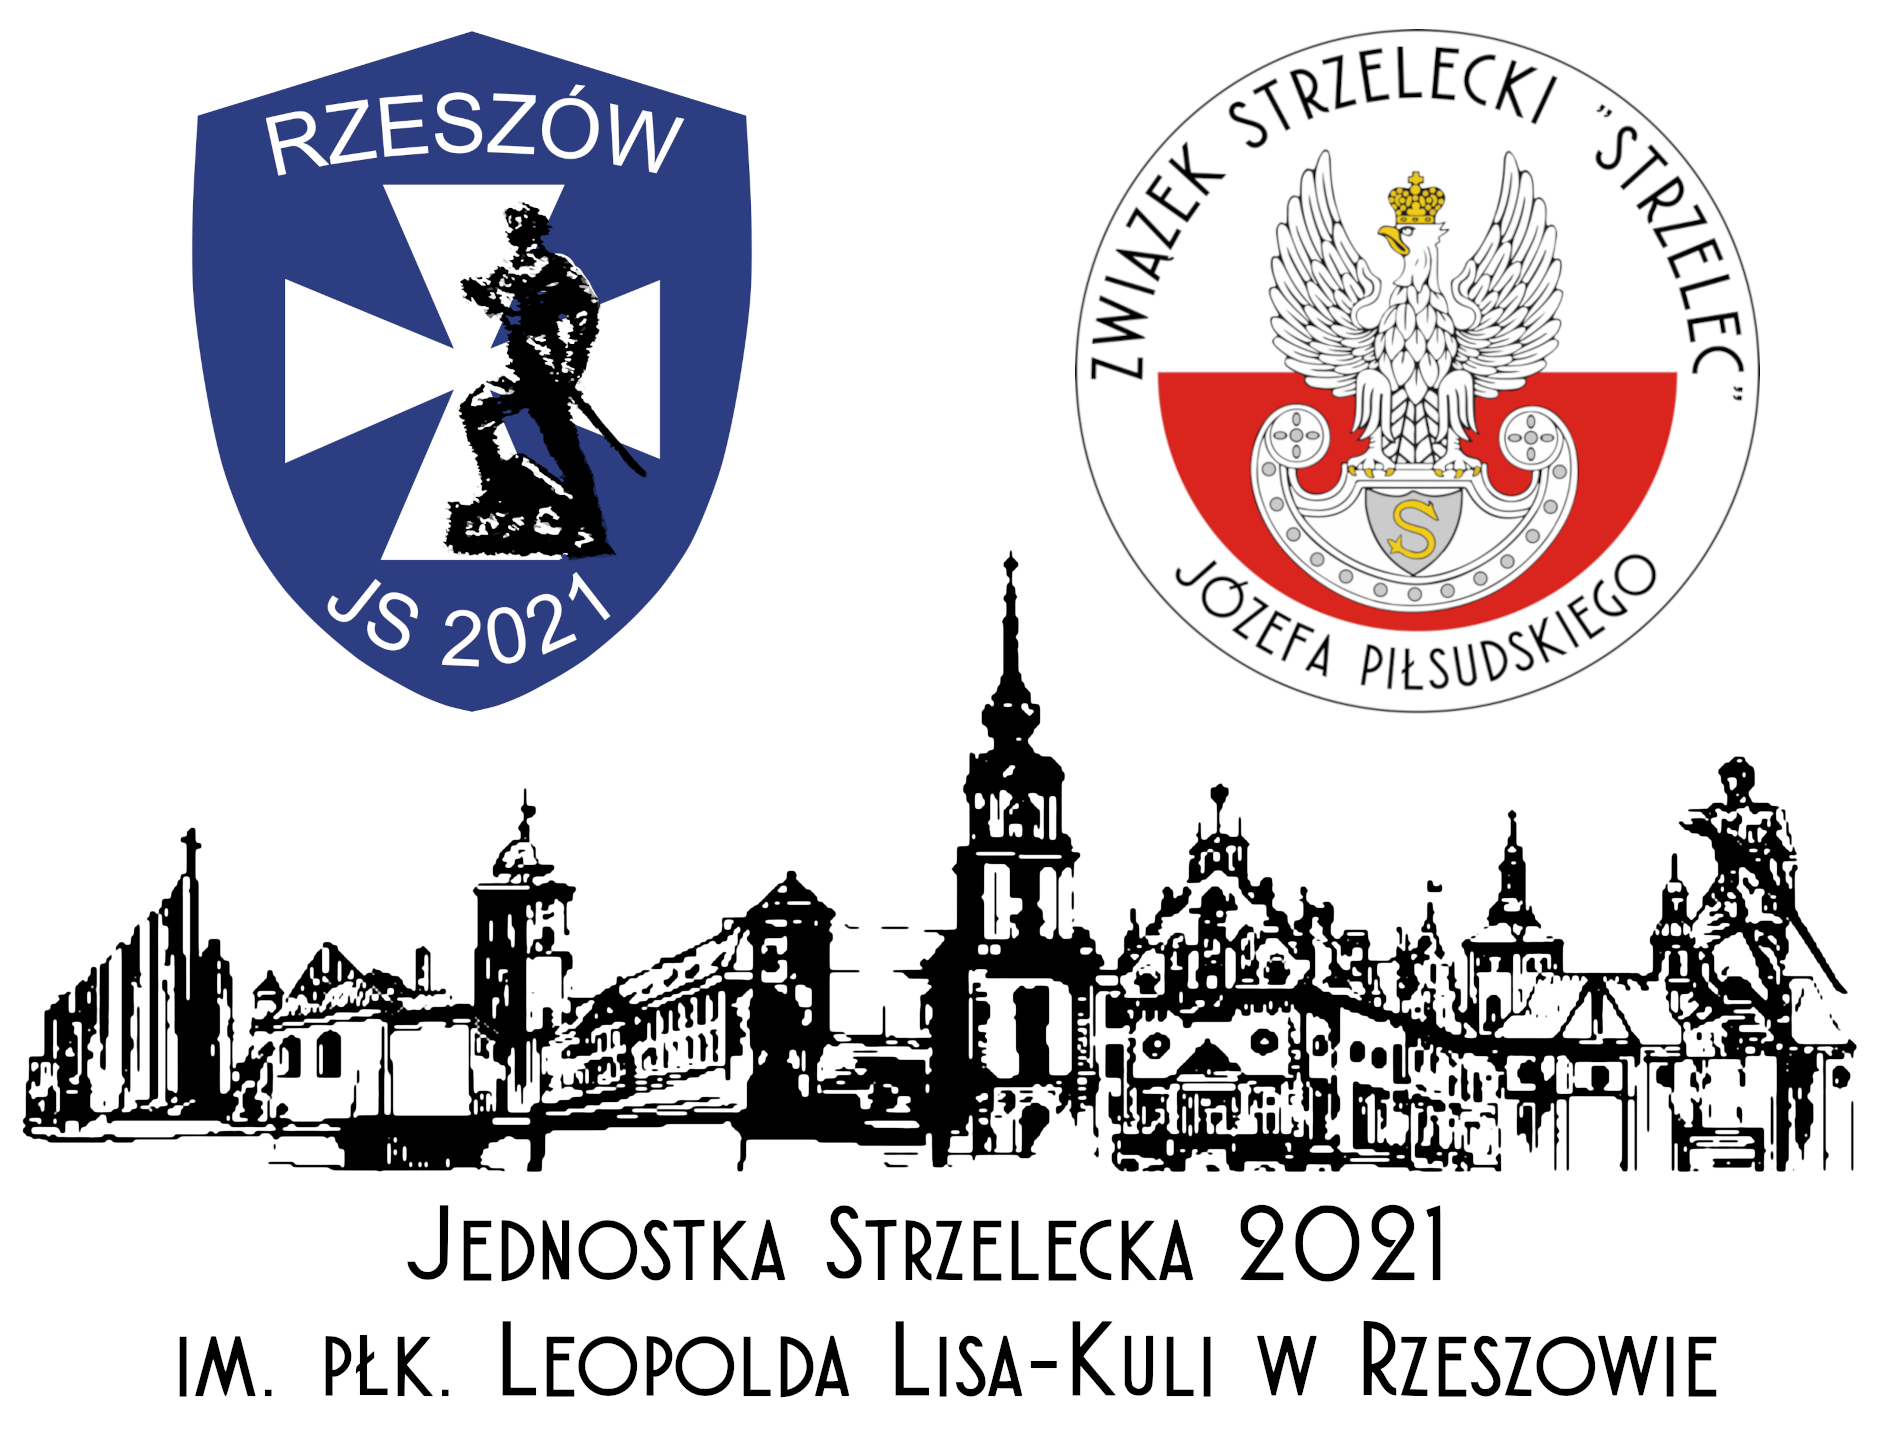 RZESZÓW
JS 2021
ZWIĄZEK STRZELECKI "STRZELEC"
JÓZEFA PIŁSUDSKIEGO
S
JEDNOSTKA STRZELECKA 2021
IM. PŁK. LEOPOLDA LISA-KULI W RZESZOWIE